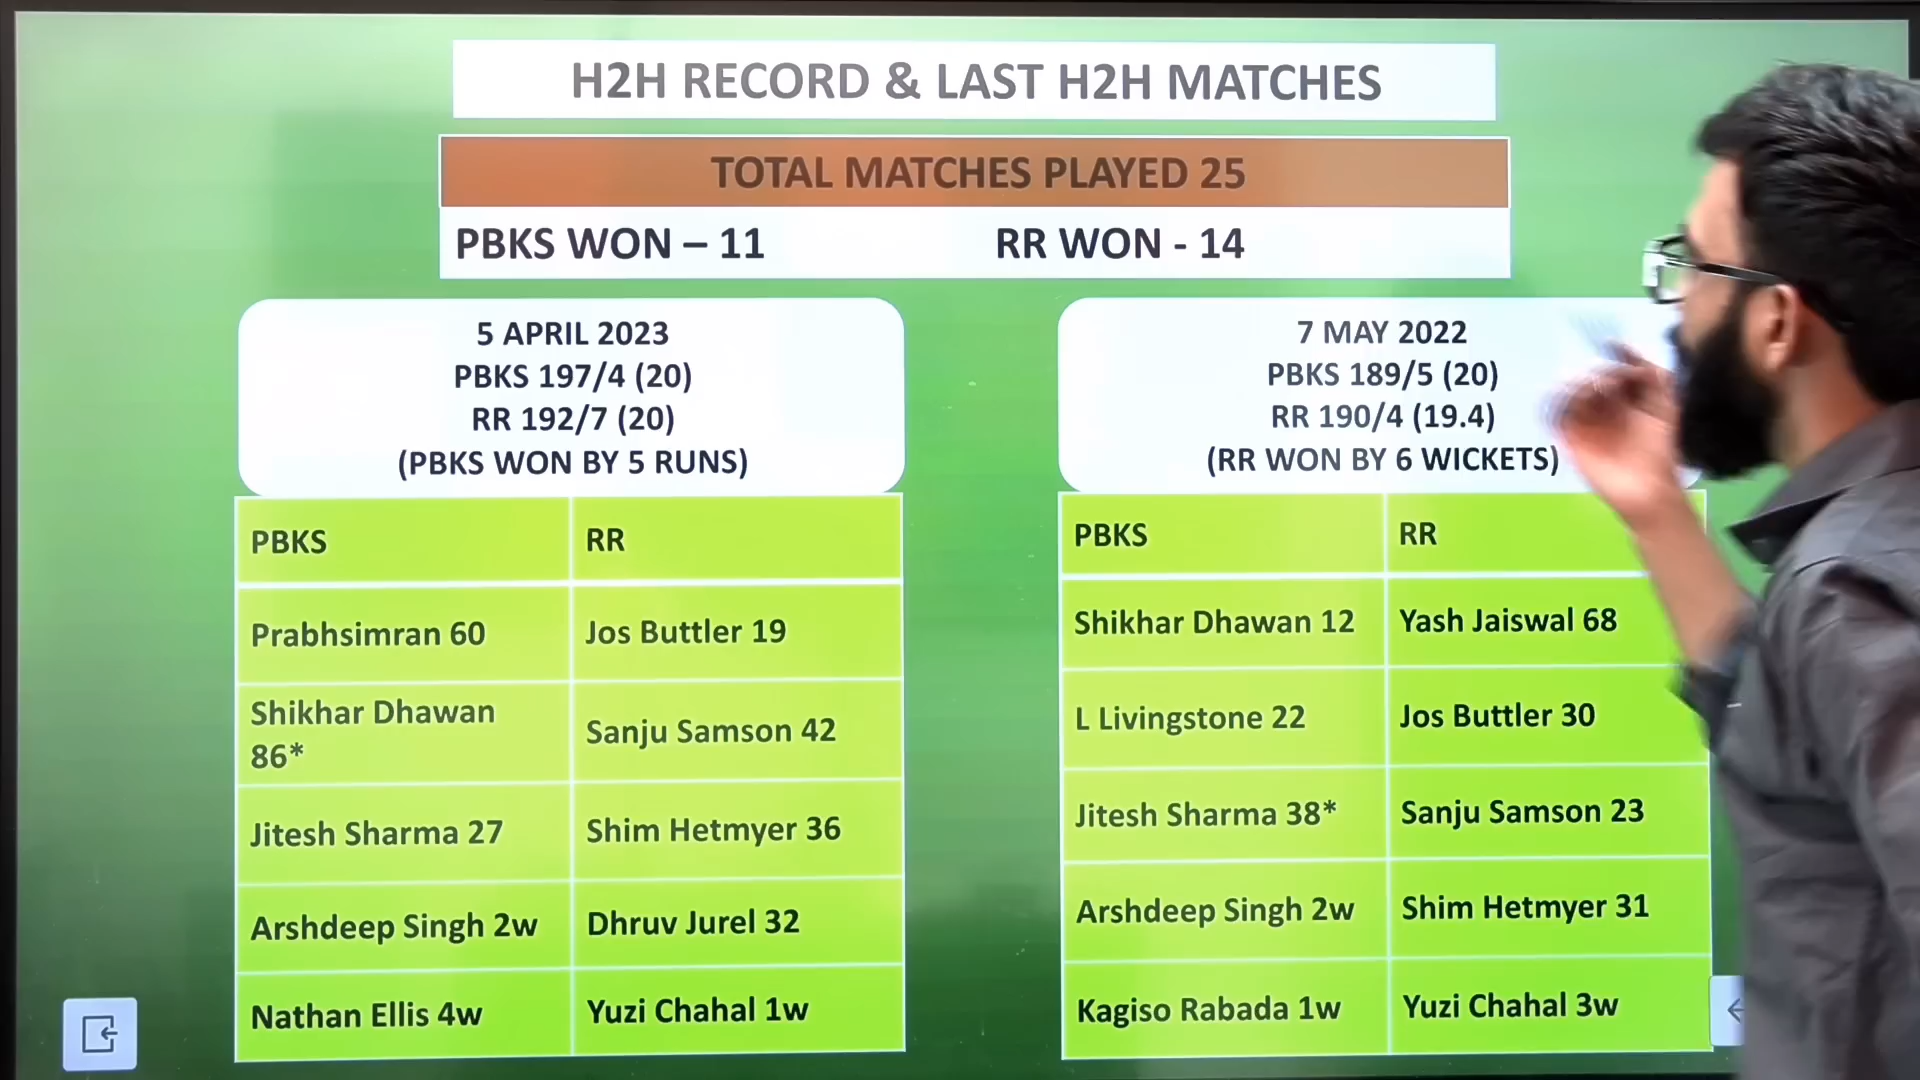 H2H RECORD & LAST H2H MATCHES
TOTAL MATCHES PLAYED 25
PBKS WON – 11 RR WON - 14
5 APRIL 2023
PBKS 197/4 (20)
RR 192/7 (20)
(PBKS WON BY 5 RUNS)
PBKS RR
Prabhsimran 60 Jos Buttler 19
Shikhar Dhawan
86* Sanju Samson 42
Jitesh Sharma 27 Shim Hetmyer 36
Arshdeep Singh 2w Dhruv Jurel 32
Nathan Ellis 4w Yuzi Chahal 1w
7 MAY 2022
PBKS 189/5 (20)
RR 190/4 (19.4)
(RR WON BY 6 WICKETS)
PBKS RR
Shikhar Dhawan 12 Yash Jaiswal 68
L Livingstone 22 Jos Buttler 30
Jitesh Sharma 38* Sanju Samson 23
Arshdeep Singh 2w Shim Hetmyer 31
Kagiso Rabada 1w Yuzi Chahal 3w